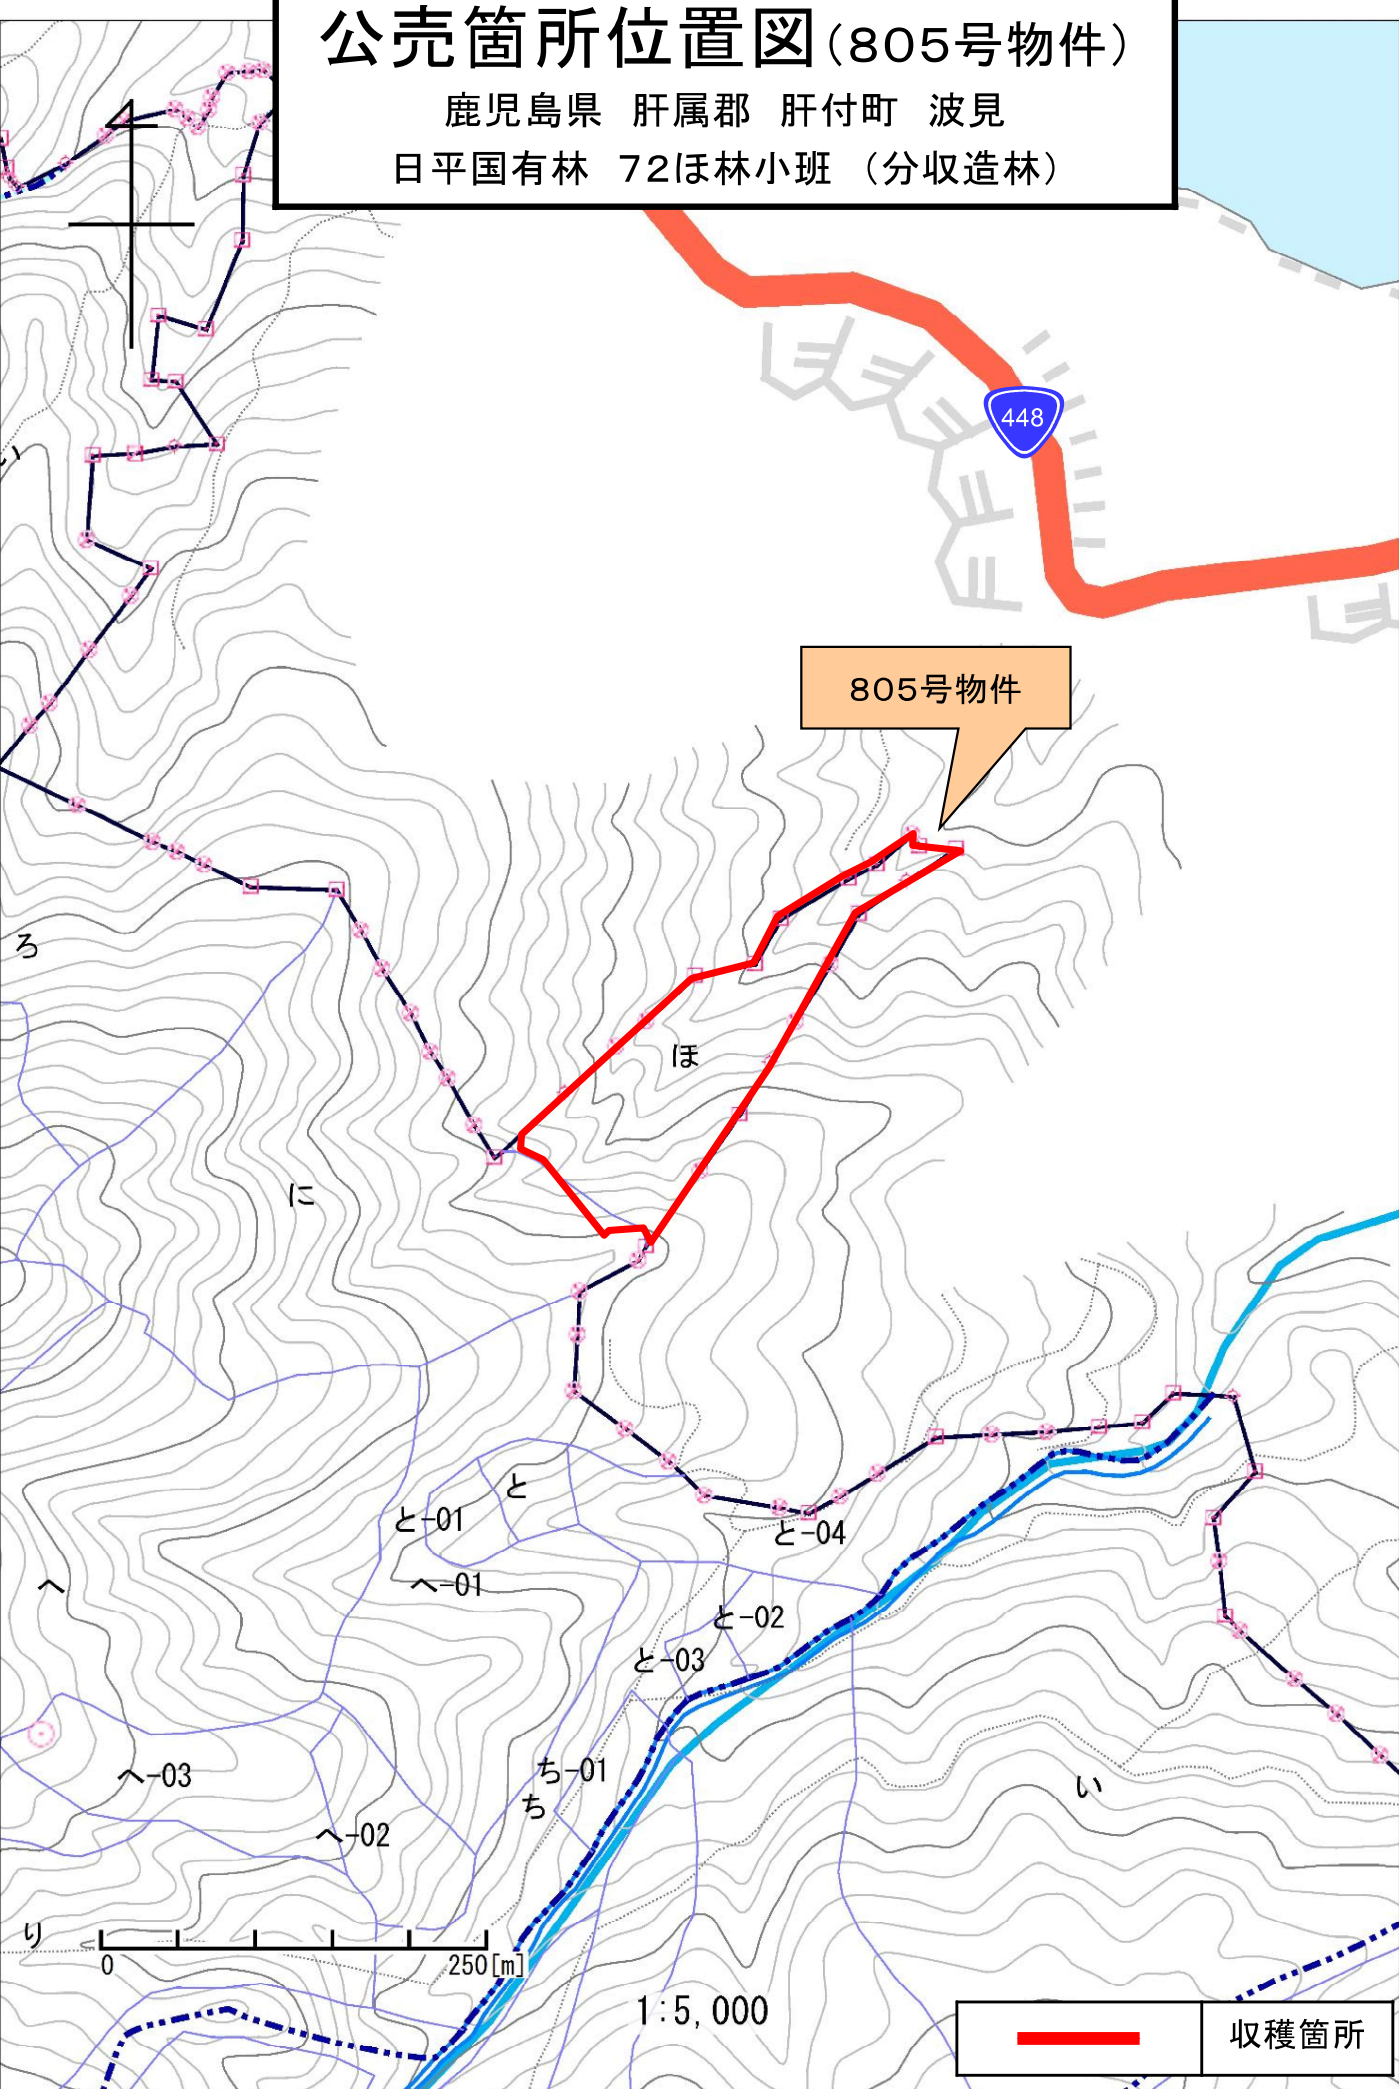 公売箇所位置図（８０５号物件）
鹿児島県　肝属郡　肝付町　波見
日平国有林　７２ほ林小班　（分収造林）
448
い
８０５号物件
ろ
ほ
に
と
と-01
と-04
へ
へ-01
と-02
と-03
ち-01
へ-03
い
ち
へ-02
り
0
250[m]
1:5,000
収穫箇所